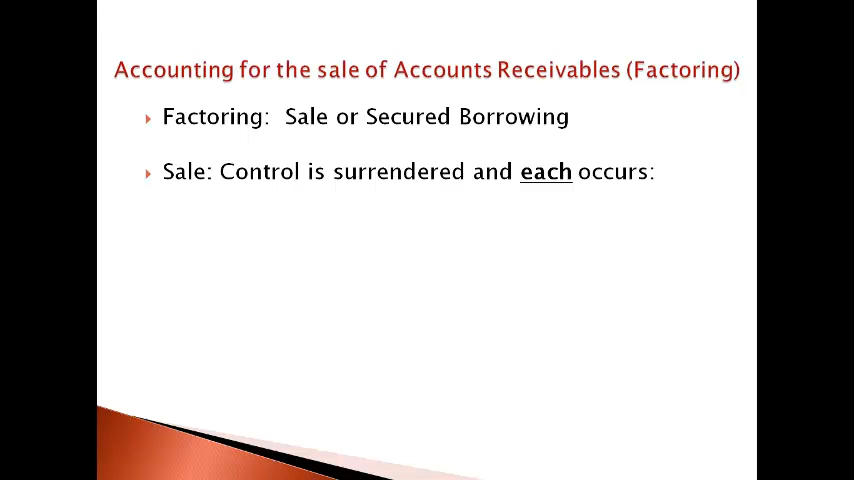 Accounting for the sale of Accounts Receivables (Factoring)
Factoring: Sale or Secured Borrowing
Sale: Control is surrendered and each occurs: